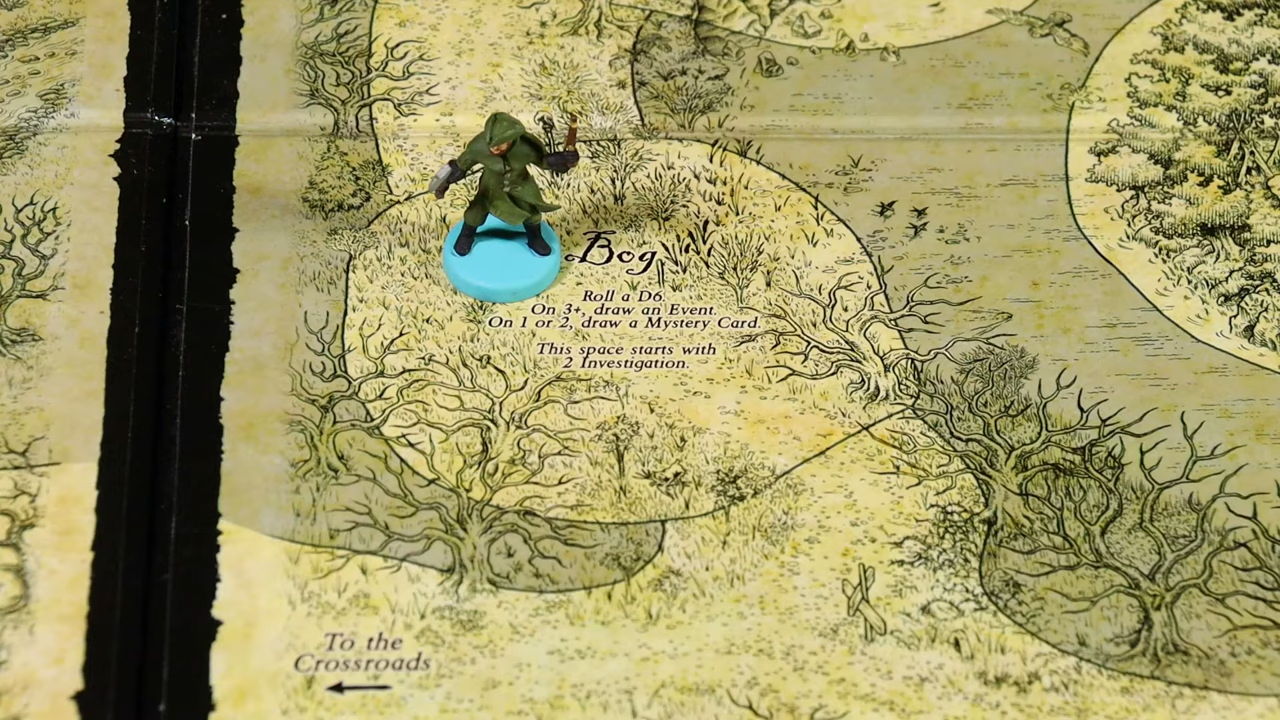 Bog
Roll a D6.
On 3+, draw an Event.
On 1 or 2, draw a Mystery Card.
This space starts with
2 Investigation.
To the
Crossroads